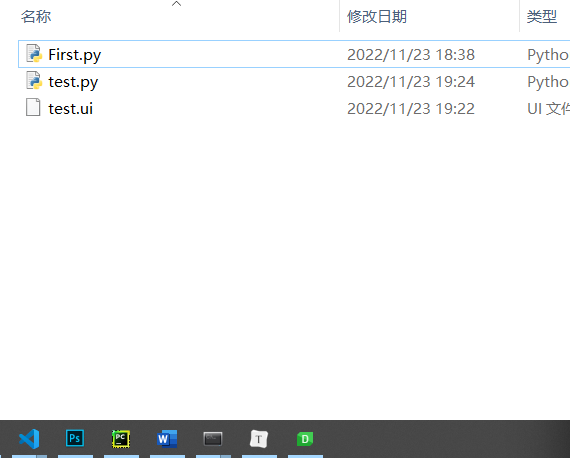 名称 修改日期 类型
First.py 2022/11/23 18:38 Pytho
test.py 2022/11/23 19:24 Pytho
test.ui 2022/11/23 19:22 UI 文件
Ps PC W T D